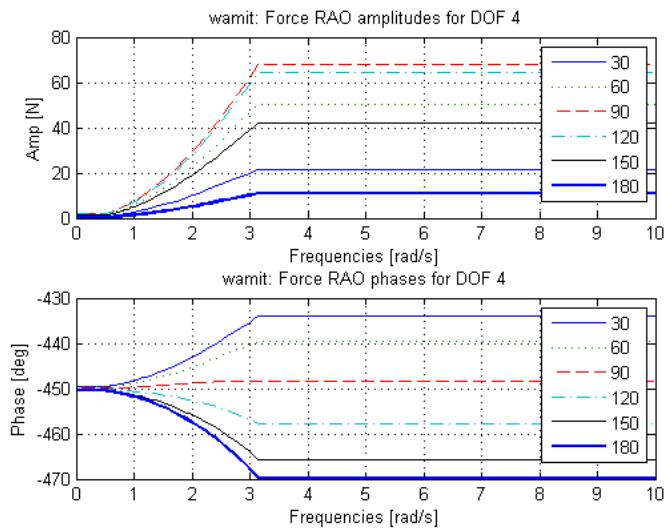 wamit: Force RAO amplitudes for DOF 4
80
60
40
20
0
Amp [N]
0 1 2 3 4 5 6 7 8 9 10
Frequencies [rad/s]
30
60
90
120
150
180
wamit: Force RAO phases for DOF 4
-430
-440
-450
-460
-470
Phase [deg]
0 1 2 3 4 5 6 7 8 9 10
Frequencies [rad/s]
30
60
90
120
150
180